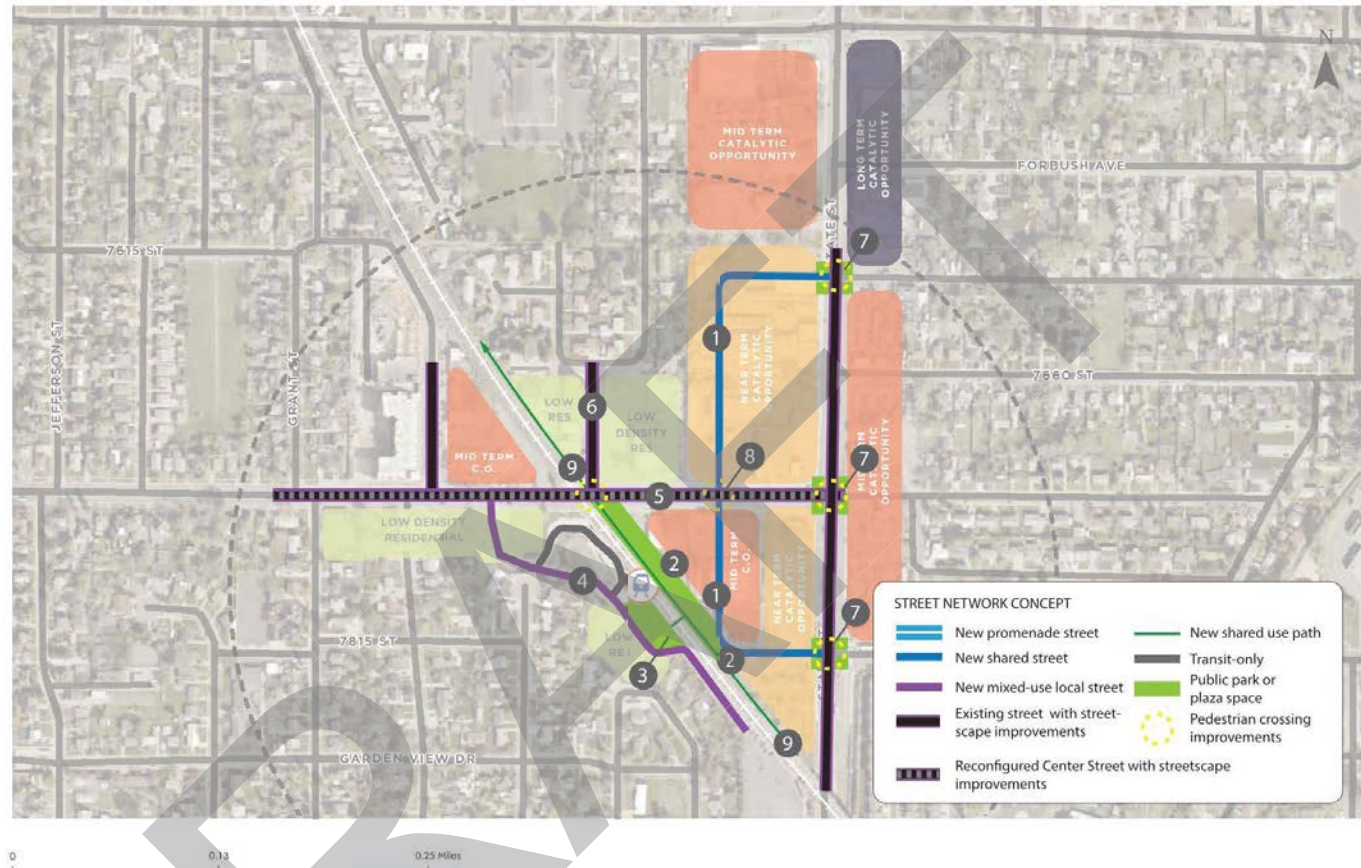 N
MID TERM
CATALYTIC
OPPORTUNITY
LONG TERM
CATALYTIC
OPPORTUNITY
FORBUSH AVE
7615 ST
7
JEFFERSON ST
GRANT ST
1
NEAR TERM
CATALYTIC
OPPORTUNITY
7660 ST
LOW
RES
6
LOW
DENSITY
RES
MID TERM
C.O.
9
8
7
MID TERM
CATALYTIC
OPPORTUNITY
5
LOW DENSITY
RESIDENTIAL
2
MID TERM
C.O.
NEAR TERM
CATALYTIC
OPPORTUNITY
4
1
7815 ST
LOW
3
2
7
9
GARDEN VIEW DR
STREET NETWORK CONCEPT
New promenade street
New shared street
New mixed-use local street
Existing street with street-
scape improvements
Reconfigured Center Street with streetscape
improvements
New shared use path
Transit-only
Public park or
plaza space
Pedestrian crossing
improvements
0
0.13
0.25 Miles
DRAFT